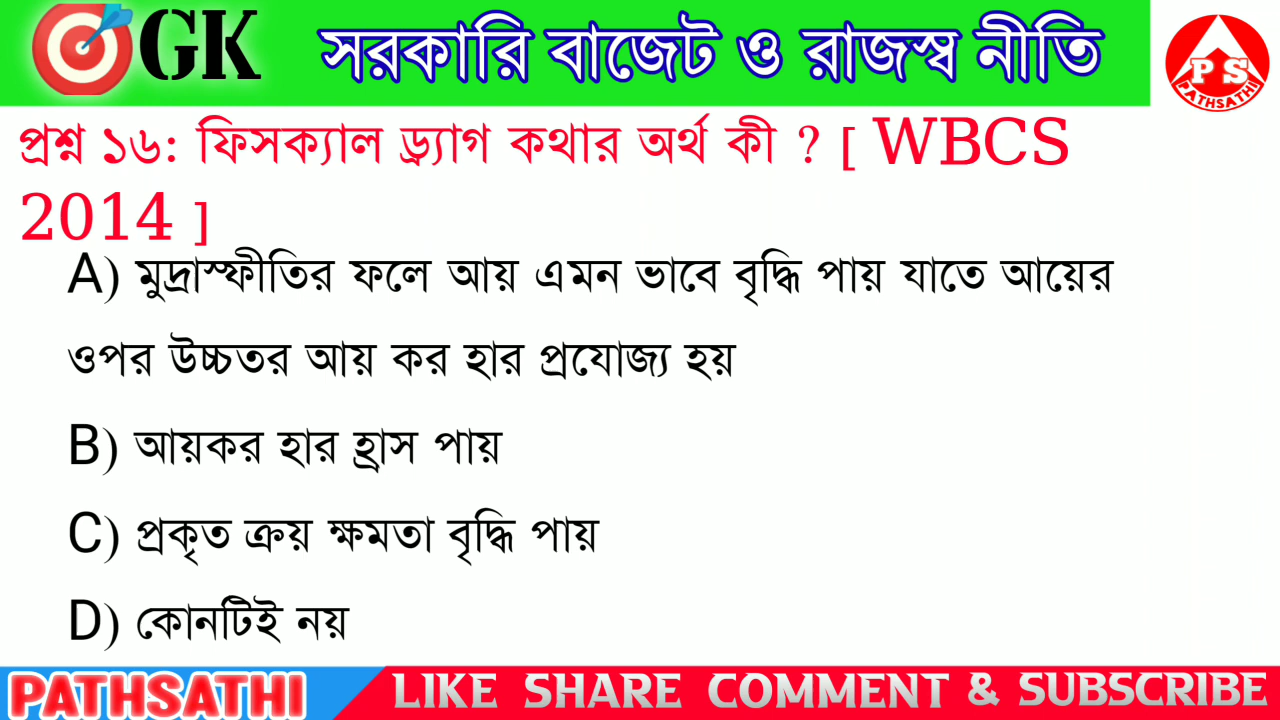 GK সরকারি বাজেট ও রাজস্ব নীতি
PS
PATHSATHI
প্রশ্ন ১৬: ফিসক্যাল ড্র্যাগ কথার অর্থ কী ? [ WBCS
2014 ]
A) মুদ্রাস্ফীতির ফলে আয় এমন ভাবে বৃদ্ধি পায় যাতে আয়ের
ওপর উচ্চতর আয় কর হার প্রযোজ্য হয়
B) আয়কর হার হ্রাস পায়
C) প্রকৃত ক্রয় ক্ষমতা বৃদ্ধি পায়
D) কোনটিই নয়
PATHSATHI LIKE SHARE COMMENT & SUBSCRIBE